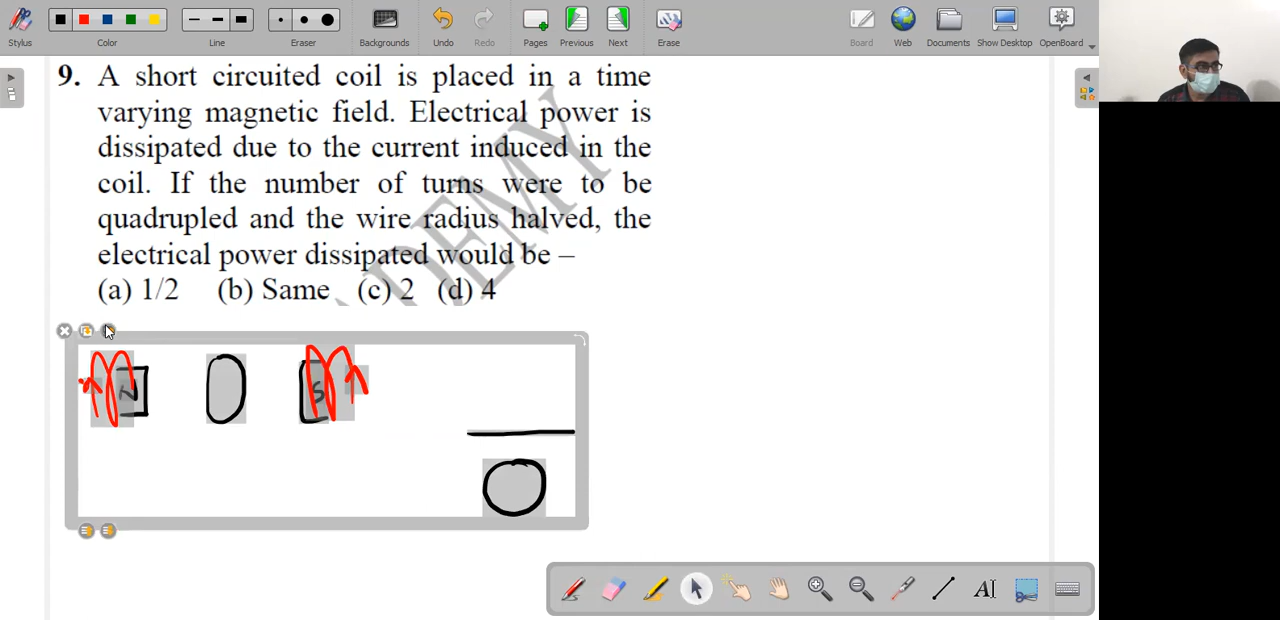 Stylus Color Line Eraser Backgrounds Undo Redo Pages Previous Next Erase Board Web Documents Show Desktop OpenBoard
9. A short circuited coil is placed in a time
varying magnetic field. Electrical power is
dissipated due to the current induced in the
coil. If the number of turns were to be
quadrupled and the wire radius halved, the
electrical power dissipated would be –
(a) 1/2 (b) Same (c) 2 (d) 4
N S
AI